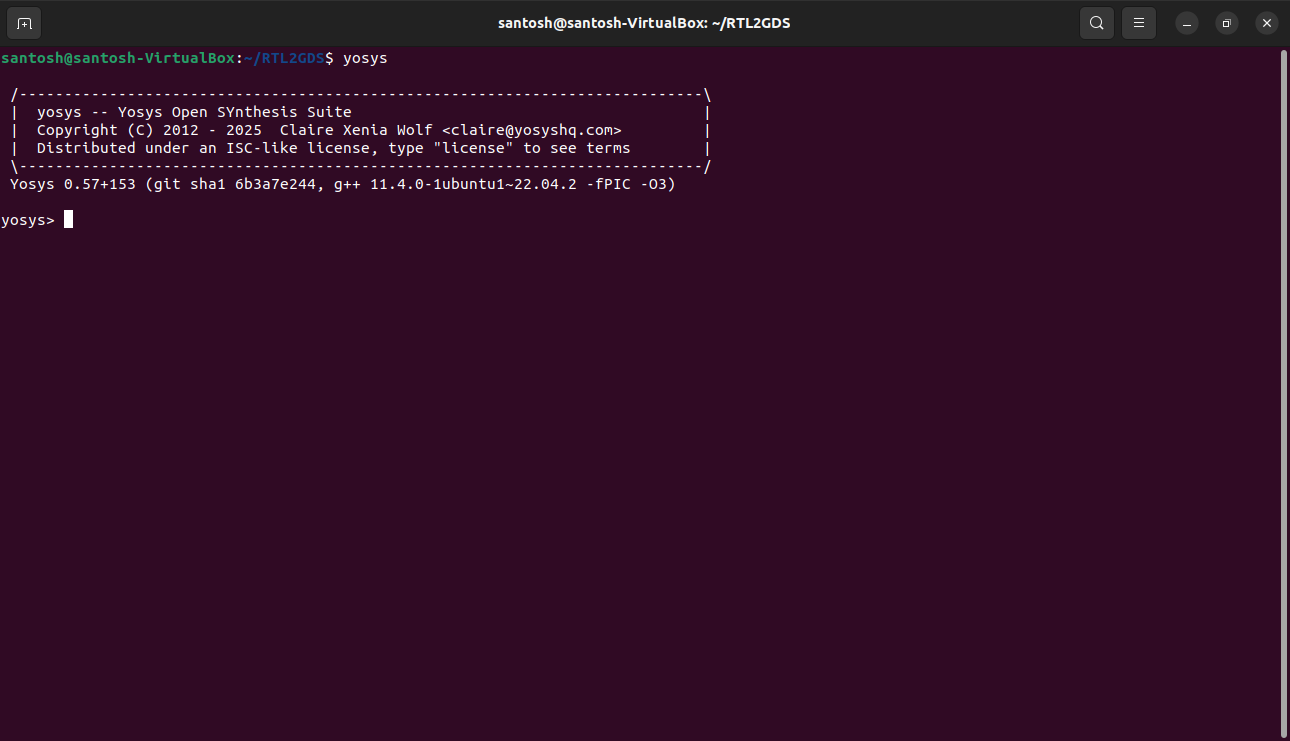 santosh@santosh-VirtualBox: ~/RTL2GDS
santosh@santosh-VirtualBox:~/RTL2GDS$ yosys
/----------------------------------------------------------------------------\
|  yosys -- Yosys Open SYnthesis Suite                                       |
|  Copyright (C) 2012 - 2025  Claire Xenia Wolf <claire@yosyshq.com>         |
|  Distributed under an ISC-like license, type "license" to see terms        |
\----------------------------------------------------------------------------/
Yosys 0.57+153 (git sha1 6b3a7e244, g++ 11.4.0-1ubuntu1~22.04.2 -fPIC -O3)
yosys>